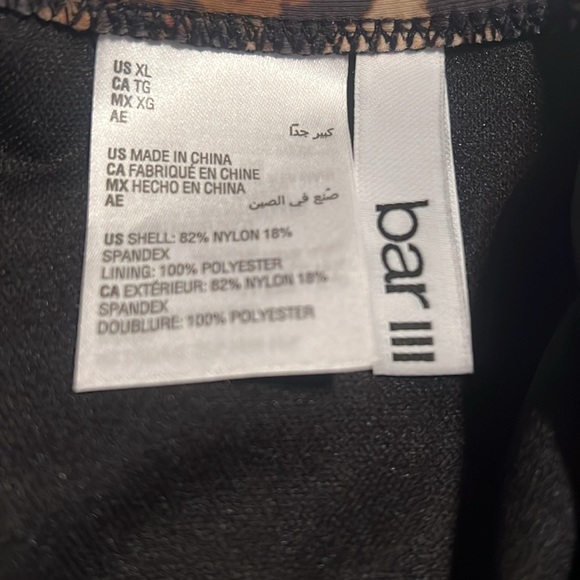 US XL
CA TG
MX XG
AE
كبير جدًا
US MADE IN CHINA
CA FABRIQUÉ EN CHINE
MX HECHO EN CHINA
AE صُنع في الصين
US SHELL: 82% NYLON 18%
SPANDEX
LINING: 100% POLYESTER
CA EXTÉRIEUR: 82% NYLON 18%
SPANDEX
DOUBLURE: 100% POLYESTER
bar III